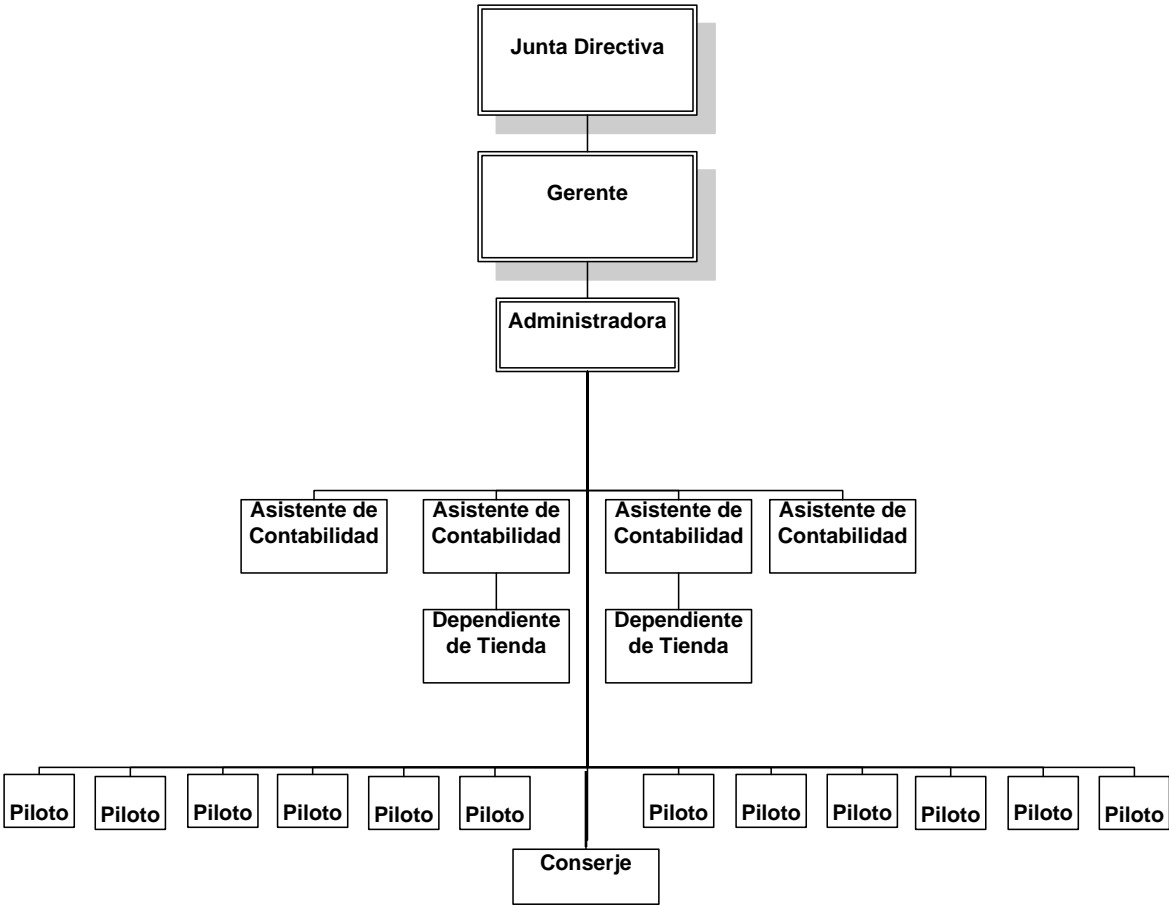 Junta Directiva
Gerente
Administradora
Asistente de
Contabilidad
Asistente de
Contabilidad
Asistente de
Contabilidad
Asistente de
Contabilidad
Dependiente
de Tienda
Dependiente
de Tienda
Piloto
Piloto
Piloto
Piloto
Piloto
Piloto
Piloto
Piloto
Piloto
Piloto
Piloto
Piloto
Conserje